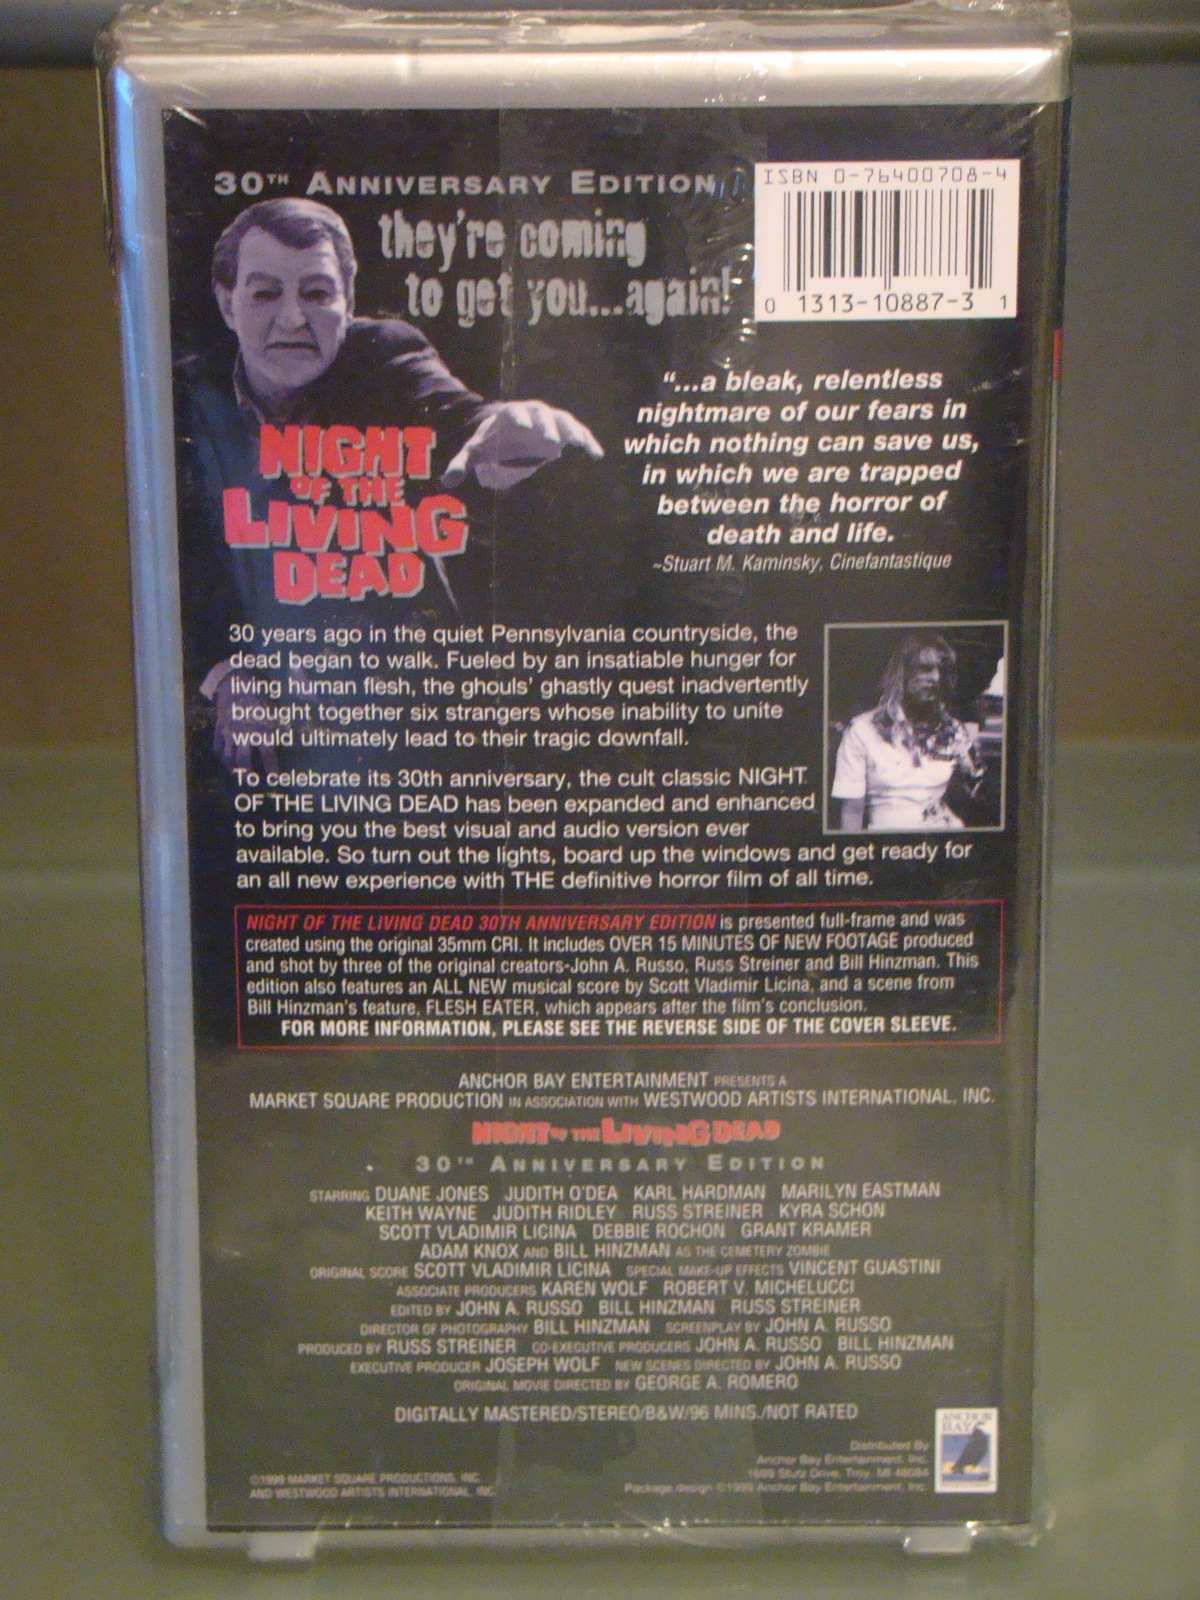 30TH ANNIVERSARY EDITION
they're coming
to get you...again!
ISBN 0-76400708-4
0 1313-10887-3 1
NIGHT
OF THE
LIVING
DEAD
"...a bleak, relentless
nightmare of our fears in
which nothing can save us,
in which we are trapped
between the horror of
death and life.
~Stuart M. Kaminsky, Cinefantastique
30 years ago in the quiet Pennsylvania countryside, the
dead began to walk. Fueled by an insatiable hunger for
living human flesh, the ghouls' ghastly quest inadvertently
brought together six strangers whose inability to unite
would ultimately lead to their tragic downfall.
To celebrate its 30th anniversary, the cult classic NIGHT
OF THE LIVING DEAD has been expanded and enhanced
to bring you the best visual and audio version ever
available. So turn out the lights, board up the windows and get ready for
an all new experience with THE definitive horror film of all time.
NIGHT OF THE LIVING DEAD 30TH ANNIVERSARY EDITION is presented full-frame and was
created using the original 35mm CRI. It includes OVER 15 MINUTES OF NEW FOOTAGE produced
and shot by three of the original creators-John A. Russo, Russ Streiner and Bill Hinzman. This
edition also features an ALL NEW musical score by Scott Vladimir Licina, and a scene from
Bill Hinzman's feature, FLESH EATER, which appears after the film's conclusion.
FOR MORE INFORMATION, PLEASE SEE THE REVERSE SIDE OF THE COVER SLEEVE.
ANCHOR BAY ENTERTAINMENT PRESENTS A
MARKET SQUARE PRODUCTION IN ASSOCIATION WITH WESTWOOD ARTISTS INTERNATIONAL, INC.
NIGHT OF THE LIVING DEAD
30TH ANNIVERSARY EDITION
STARRING DUANE JONES JUDITH O'DEA KARL HARDMAN MARILYN EASTMAN
KEITH WAYNE JUDITH RIDLEY RUSS STREINER KYRA SCHON
SCOTT VLADIMIR LICINA DEBBIE ROCHON GRANT KRAMER
ADAM KNOX AND BILL HINZMAN AS THE CEMETERY ZOMBIE
ORIGINAL SCORE SCOTT VLADIMIR LICINA SPECIAL MAKE-UP EFFECTS VINCENT GUASTINI
ASSOCIATE PRODUCERS KAREN WOLF ROBERT V. MICHELUCCI
EDITED BY JOHN A. RUSSO BILL HINZMAN RUSS STREINER
DIRECTOR OF PHOTOGRAPHY BILL HINZMAN SCREENPLAY BY JOHN A. RUSSO
PRODUCED BY RUSS STREINER CO-EXECUTIVE PRODUCERS JOHN A. RUSSO BILL HINZMAN
EXECUTIVE PRODUCER JOSEPH WOLF NEW SCENES DIRECTED BY JOHN A. RUSSO
ORIGINAL MOVIE DIRECTED BY GEORGE A. ROMERO
DIGITALLY MASTERED/STEREO/B&W/96 MINS./NOT RATED
©1999 MARKET SQUARE PRODUCTIONS, INC.
AND WESTWOOD ARTISTS INTERNATIONAL, INC.
Distributed By
Anchor Bay Entertainment, Inc.
1699 Stutz Drive, Troy, MI 48084
Package design ©1999 Anchor Bay Entertainment, Inc.
ANCHOR
BAY